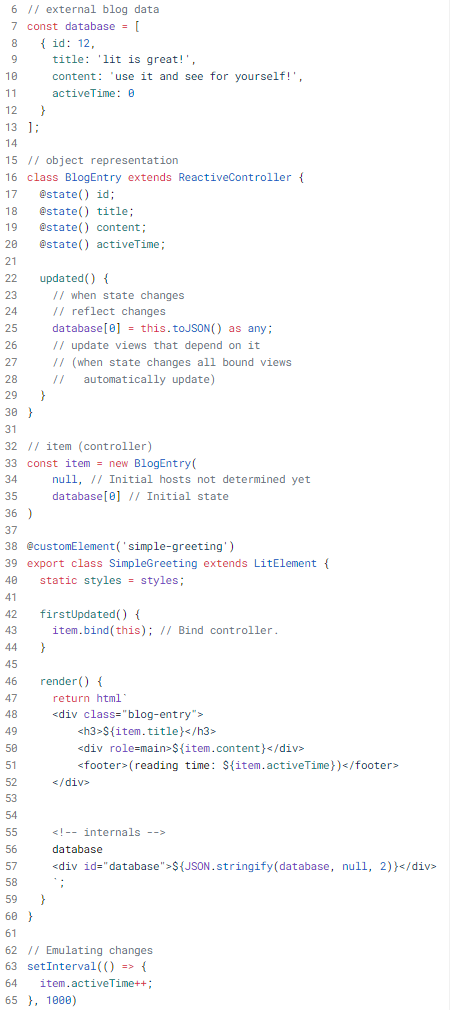 6 // external blog data
7 const database = [
8   { id: 12,
9     title: 'lit is great!',
10     content: 'use it and see for yourself!',
11     activeTime: 0
12   }
13 ];
14
15 // object representation
16 class BlogEntry extends ReactiveController {
17   @state() id;
18   @state() title;
19   @state() content;
20   @state() activeTime;
21
22   updated() {
23     // when state changes
24     // reflect changes
25     database[0] = this.toJSON() as any;
26     // update views that depend on it
27     // (when state changes all bound views
28     //   automatically update)
29   }
30 }
31
32 // item (controller)
33 const item = new BlogEntry(
34     null, // Initial hosts not determined yet
35     database[0] // Initial state
36 )
37
38 @customElement('simple-greeting')
39 export class SimpleGreeting extends LitElement {
40   static styles = styles;
41
42   firstUpdated() {
43     item.bind(this); // Bind controller.
44   }
45
46   render() {
47     return html`
48     <div class="blog-entry">
49         <h3>${item.title}</h3>
50         <div role=main>${item.content}</div>
51         <footer>(reading time: ${item.activeTime})</footer>
52     </div>
53
54
55     <!-- internals -->
56     database
57     <div id="database">${JSON.stringify(database, null, 2)}</div>
58     `;
59   }
60 }
61
62 // Emulating changes
63 setInterval(() => {
64   item.activeTime++;
65 }, 1000)